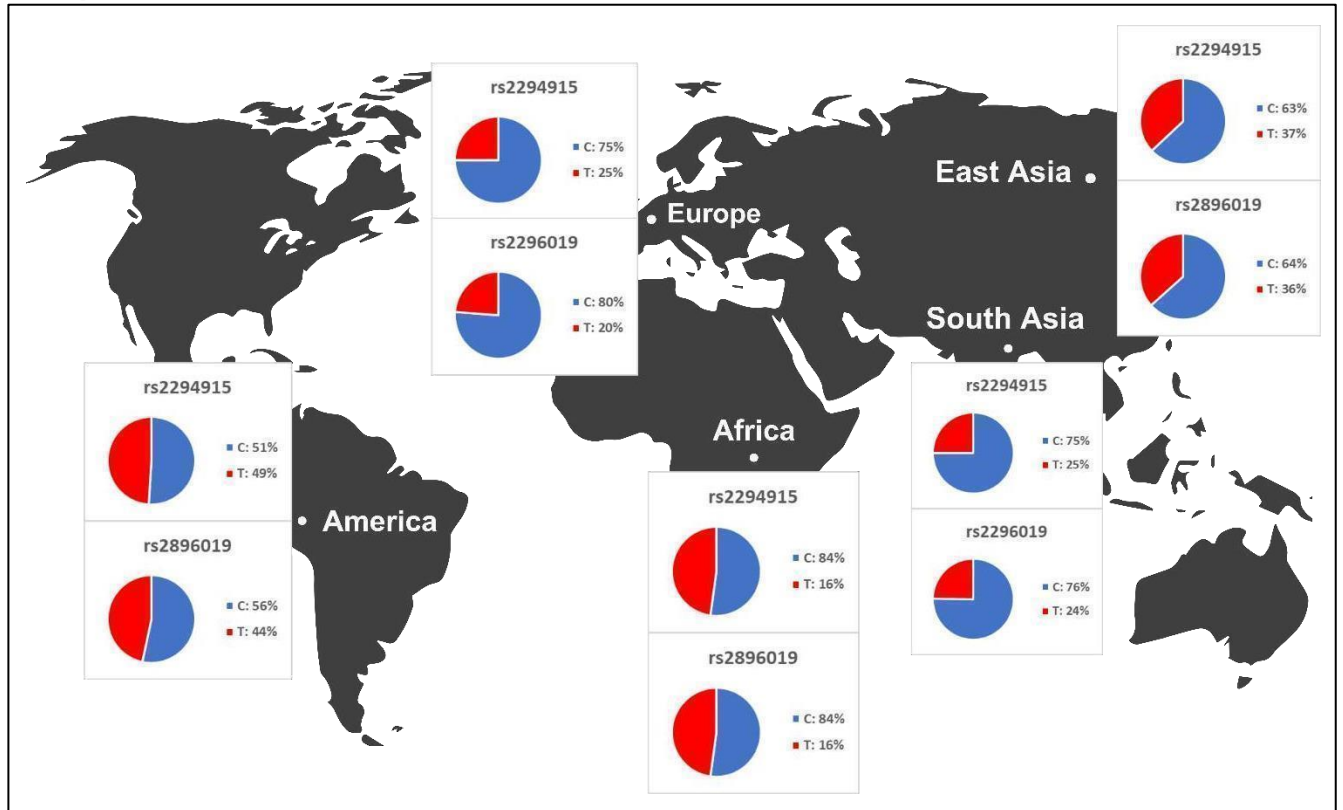 rs2294915
C: 75%
T: 25%
rs2296019
C: 80%
T: 20%
Europe
East Asia
rs2294915
C: 63%
T: 37%
rs2896019
C: 64%
T: 36%
South Asia
rs2294915
C: 75%
T: 25%
rs2296019
C: 76%
T: 24%
rs2294915
C: 51%
T: 49%
rs2896019
C: 56%
T: 44%
America
Africa
rs2294915
C: 84%
T: 16%
rs2896019
C: 84%
T: 16%